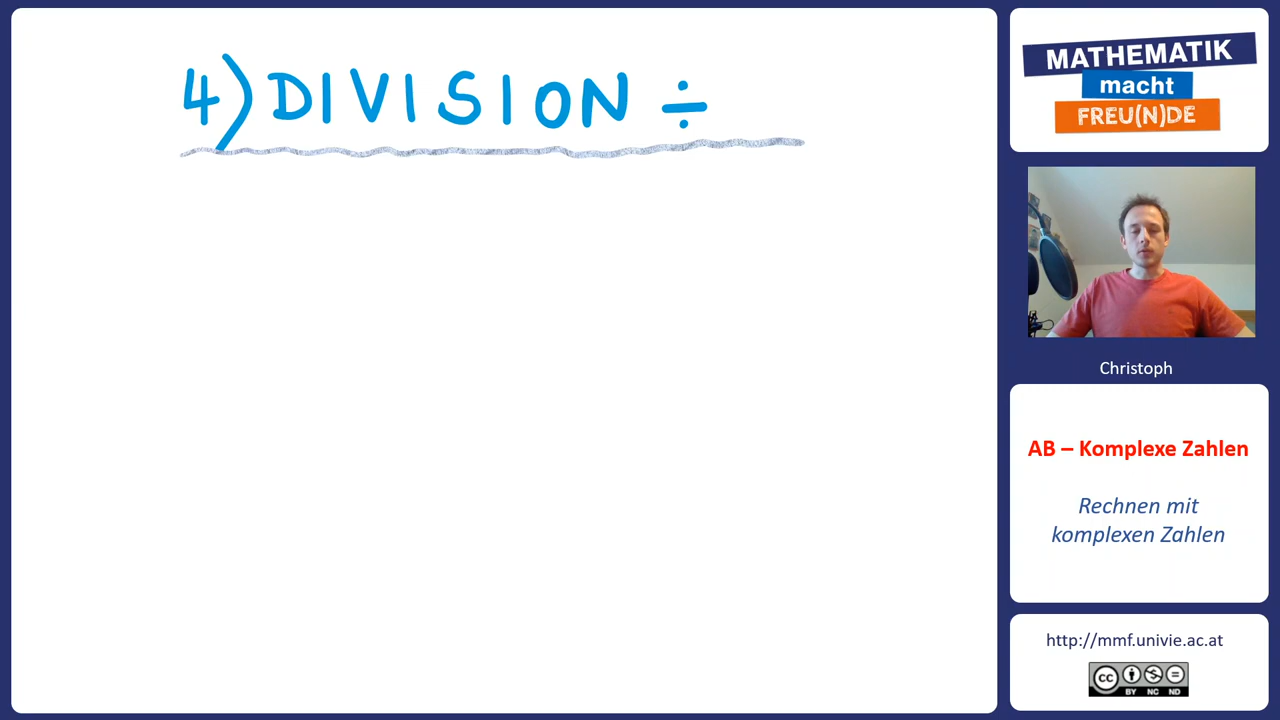 4) DIVISION ÷
MATHEMATIK
macht
FREU(N)DE
Christoph
AB – Komplexe Zahlen
Rechnen mit
komplexen Zahlen
http://mmf.univie.ac.at
cc
BY NC ND